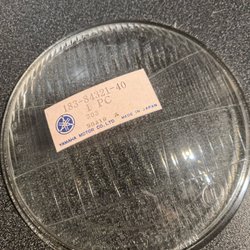 183-84321-40
1 PC
YAMAHA MOTOR CO.,LTD. MADE IN JAPAN